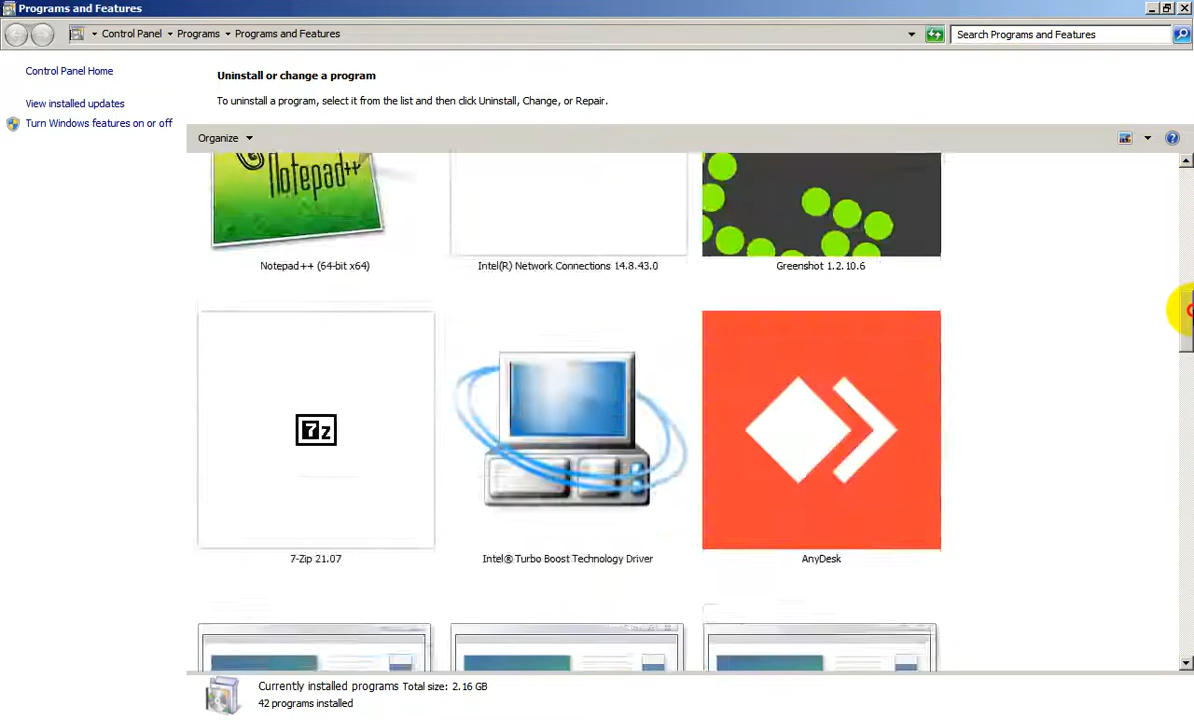 Programs and Features
Control Panel Programs Programs and Features
Search Programs and Features
Control Panel Home
Uninstall or change a program
View installed updates
To uninstall a program, select it from the list and then click Uninstall, Change, or Repair.
Turn Windows features on or off
Organize
Notepad++
Notepad++ (64-bit x64)
Intel(R) Network Connections 14.8.43.0
Greenshot 1.2.10.6
7z
7-Zip 21.07
Intel® Turbo Boost Technology Driver
AnyDesk
Currently installed programs Total size: 2.16 GB
42 programs installed